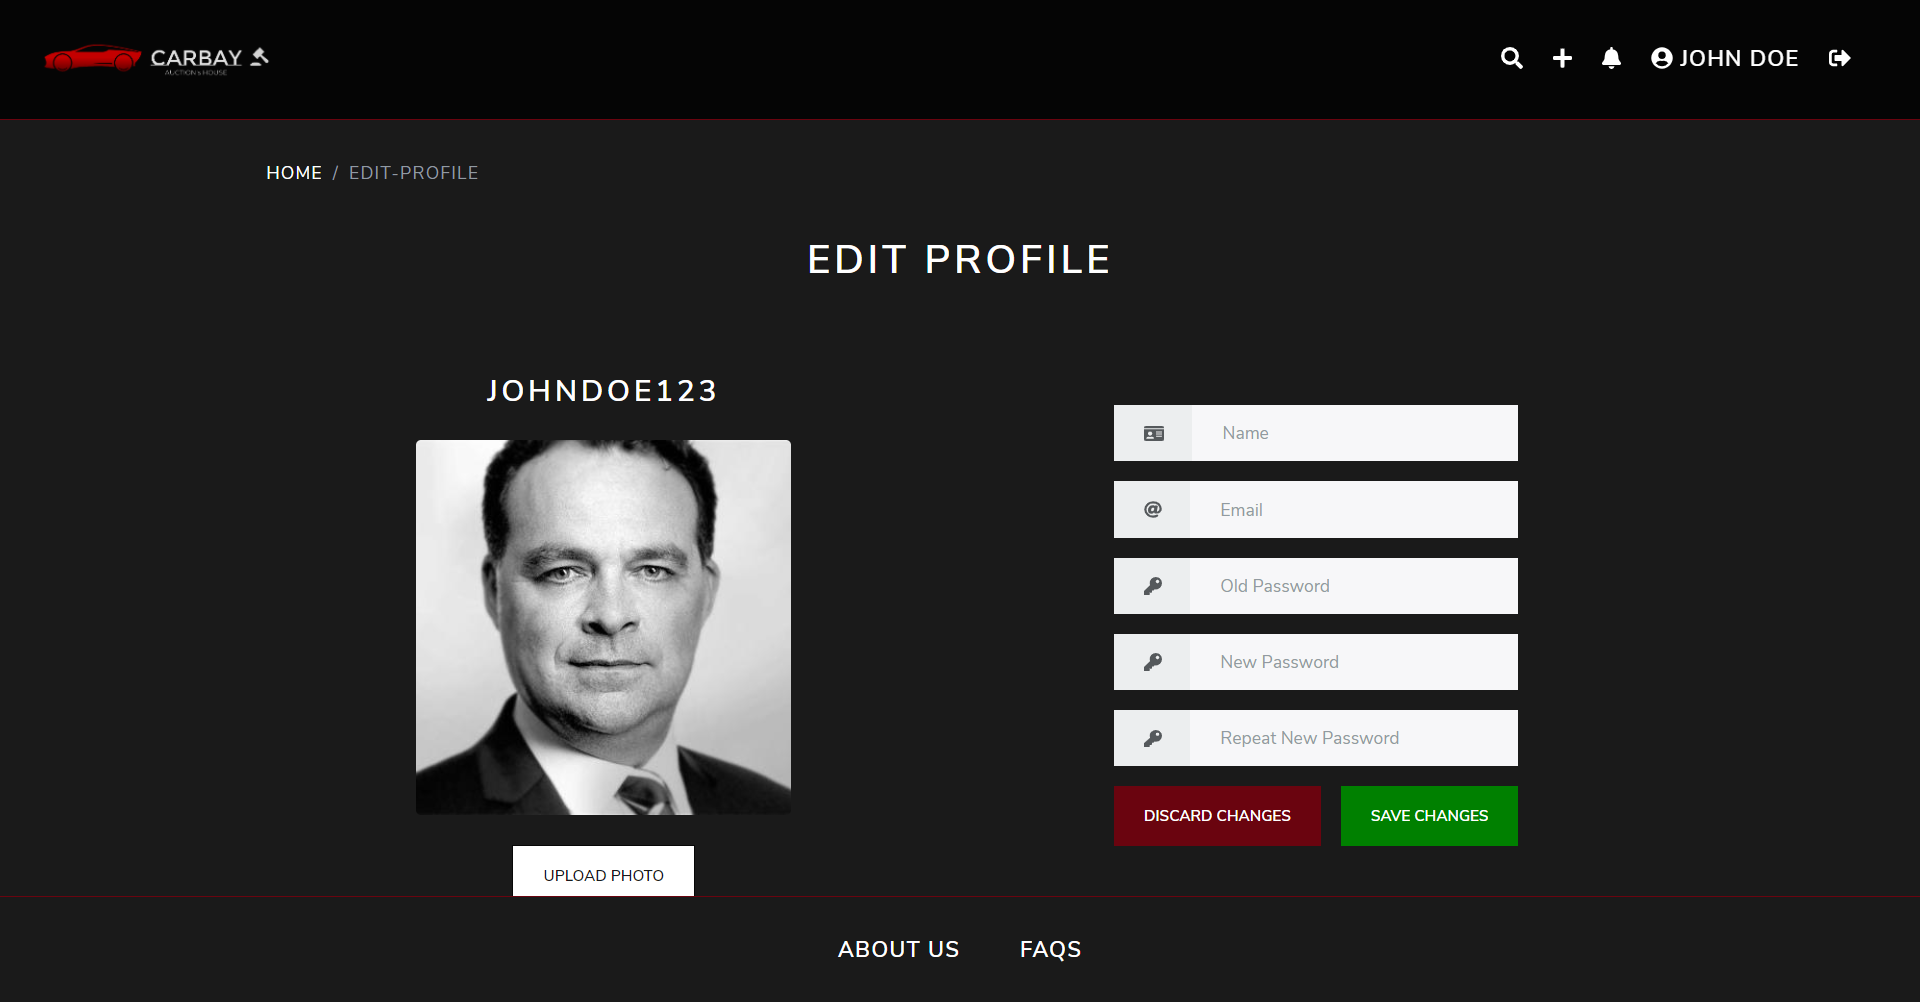 CARBAY
AUCTION's HOUSE
JOHN DOE
HOME / EDIT-PROFILE
EDIT PROFILE
JOHNDOE123
UPLOAD PHOTO
Name
Email
Old Password
New Password
Repeat New Password
DISCARD CHANGES SAVE CHANGES
ABOUT US FAQS